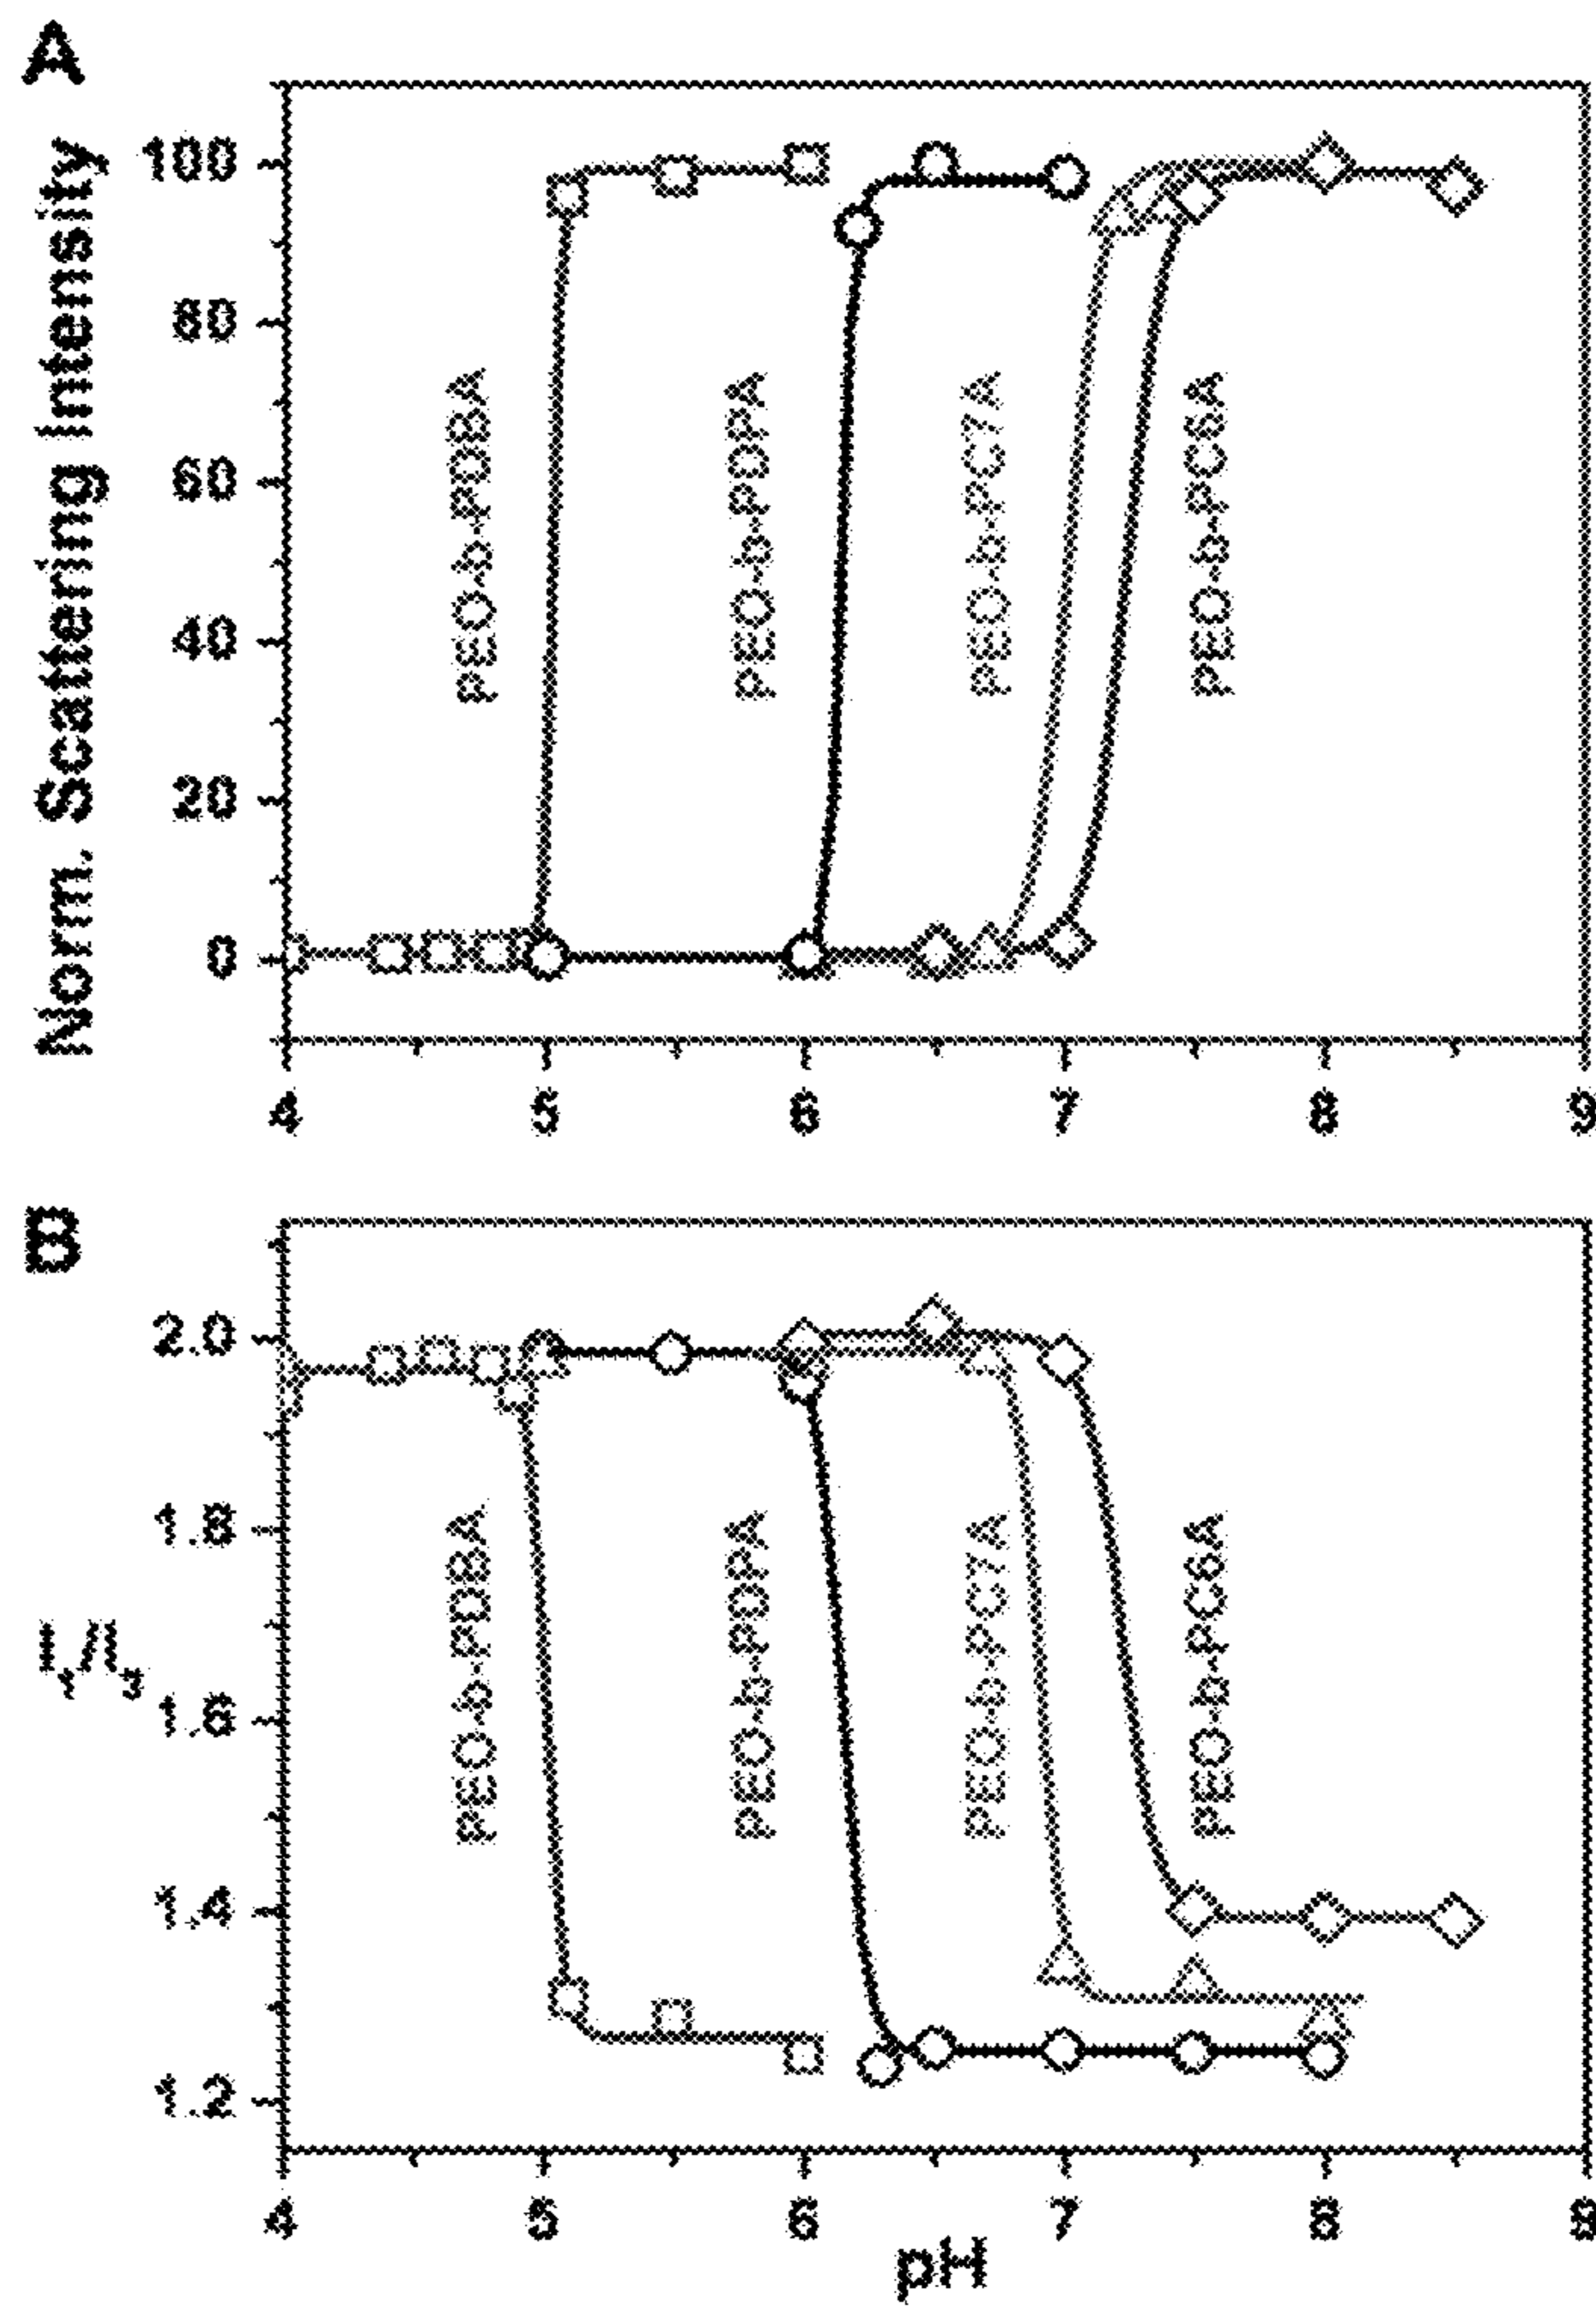 A
Norm. Scattering Intensity
100
80
60
40
20
0
PEO-b-PDBA
PEO-b-PDPA
PEO-b-PC7A
PEO-b-PC6A
4 5 6 7 8 9
B
I1/I3
2.0
1.8
1.6
1.4
1.2
PEO-b-PDBA
PEO-b-PDPA
PEO-b-PC7A
PEO-b-PC6A
4 5 6 7 8 9
pH